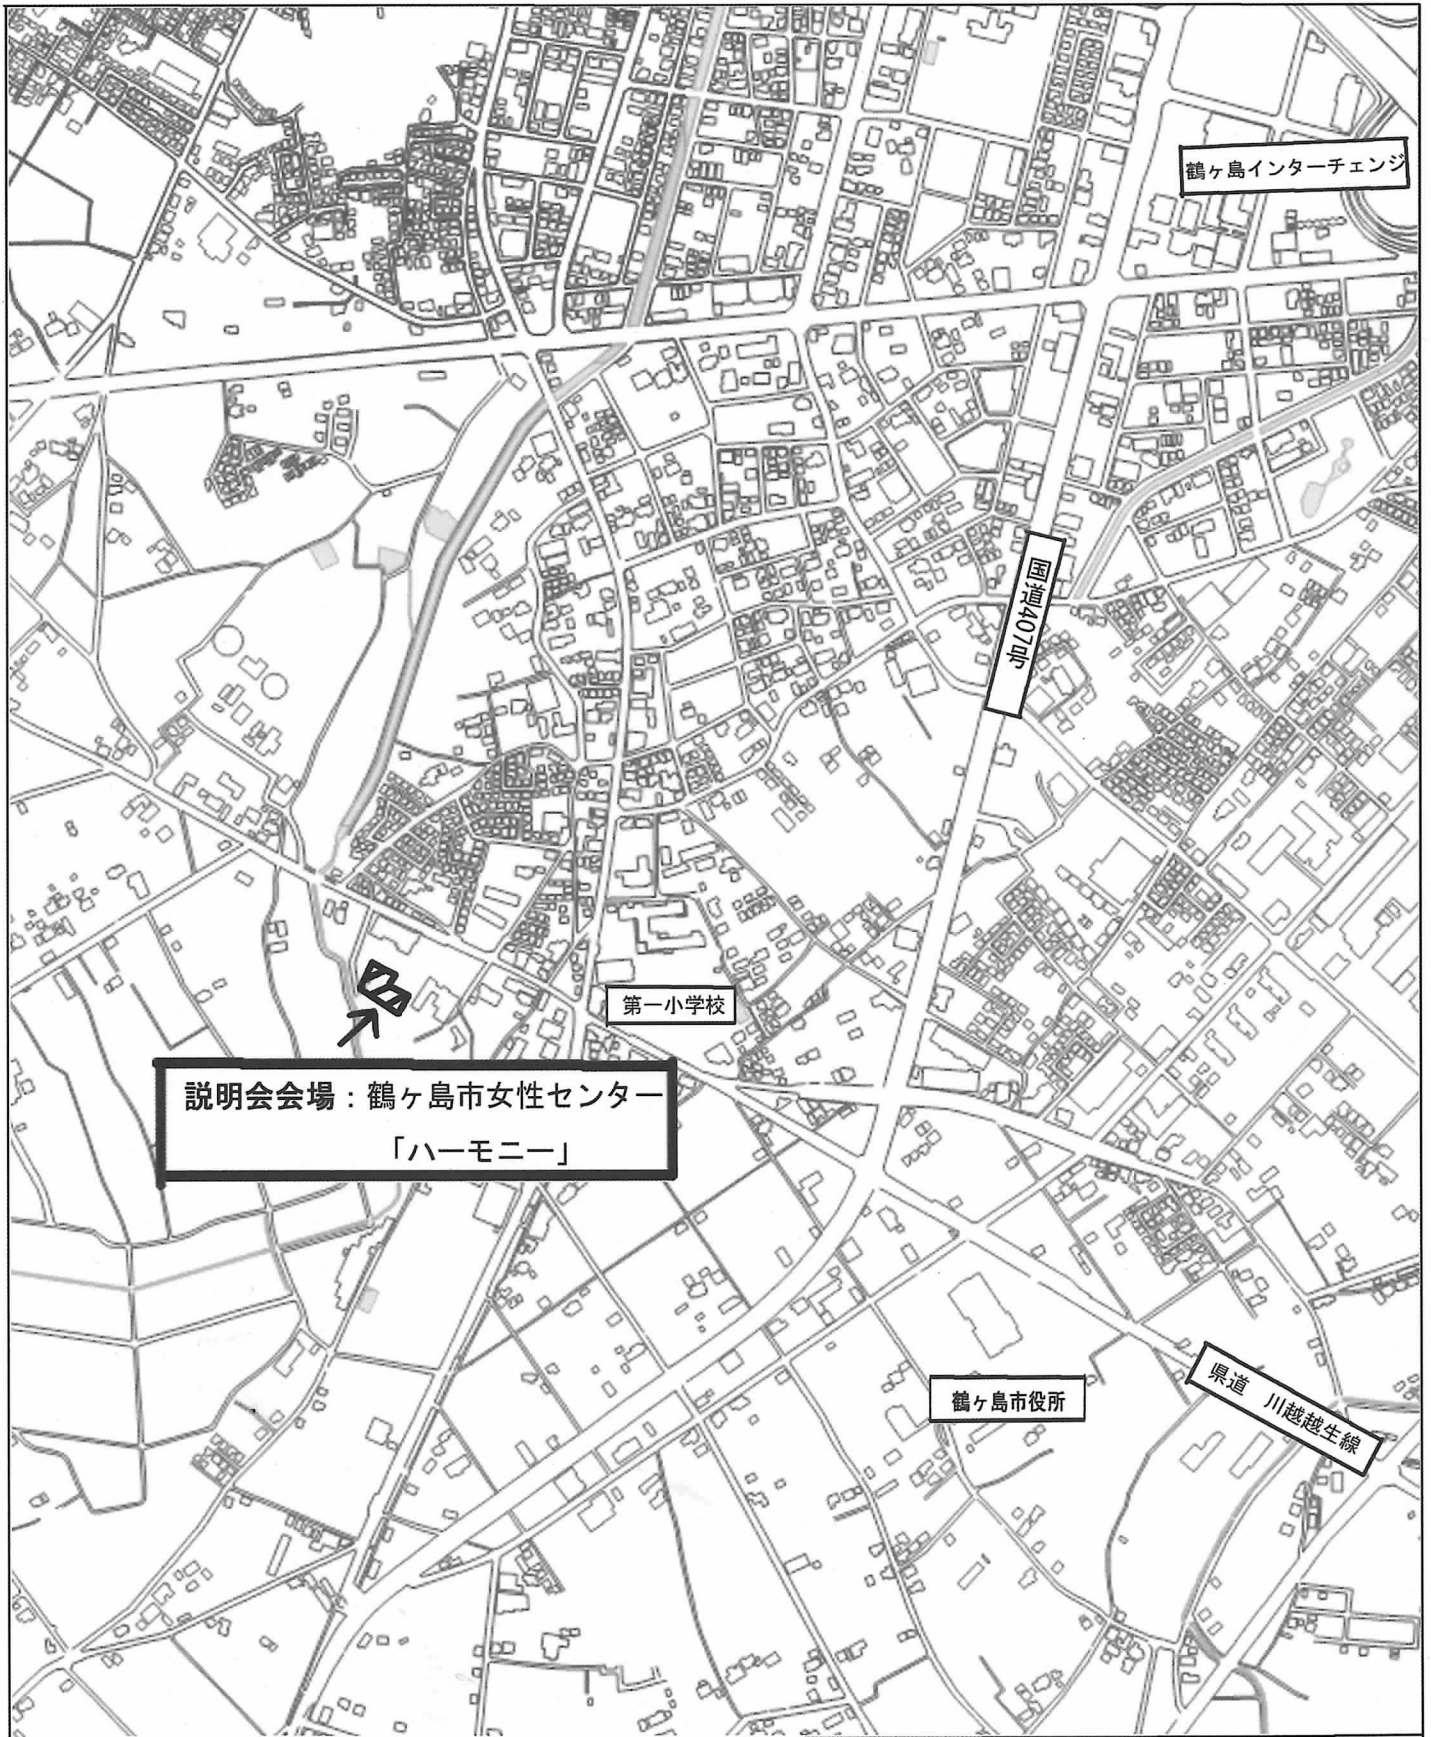 鶴ヶ島インターチェンジ
国道407号
第一小学校
説明会会場：鶴ヶ島市女性センター
「ハーモニー」
鶴ヶ島市役所
県道　川越越生線